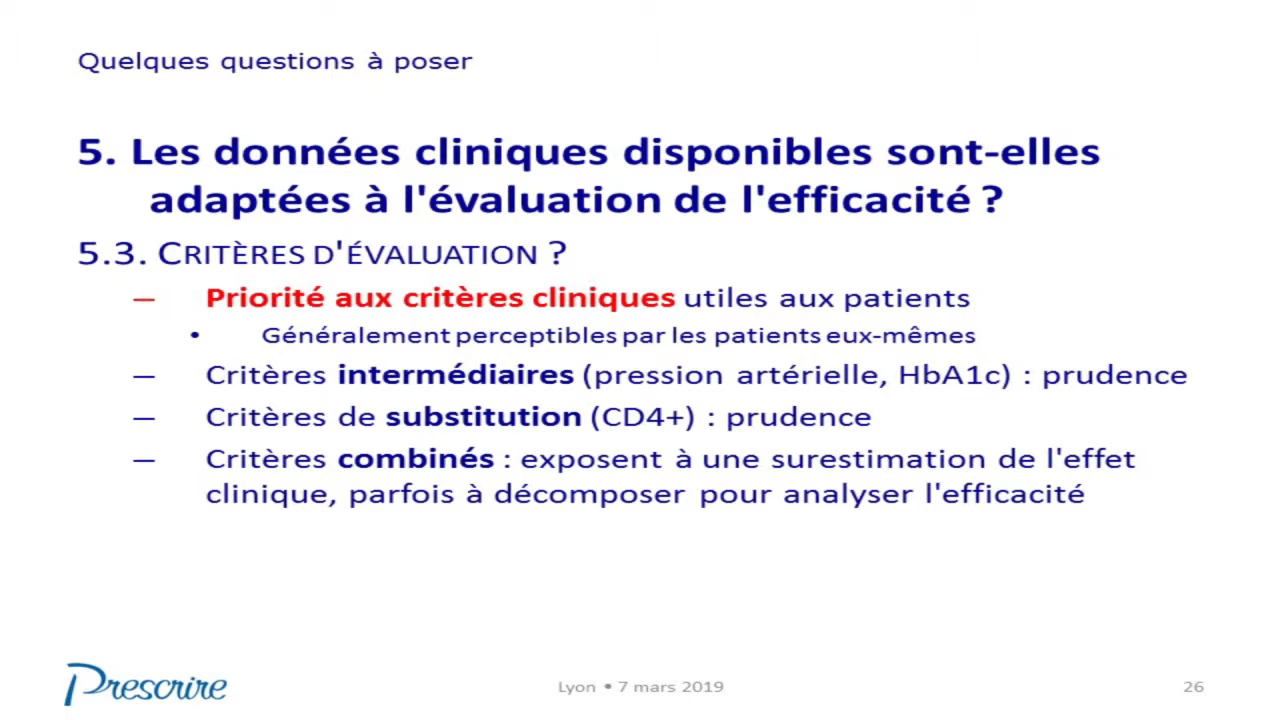 Quelques questions à poser
5. Les données cliniques disponibles sont-elles
adaptées à l'évaluation de l'efficacité ?
5.3. CRITÈRES D'ÉVALUATION ?
— Priorité aux critères cliniques utiles aux patients
• Généralement perceptibles par les patients eux-mêmes
— Critères intermédiaires (pression artérielle, HbA1c) : prudence
— Critères de substitution (CD4+) : prudence
— Critères combinés : exposent à une surestimation de l'effet
clinique, parfois à décomposer pour analyser l'efficacité
Prescrire
Lyon • 7 mars 2019
26